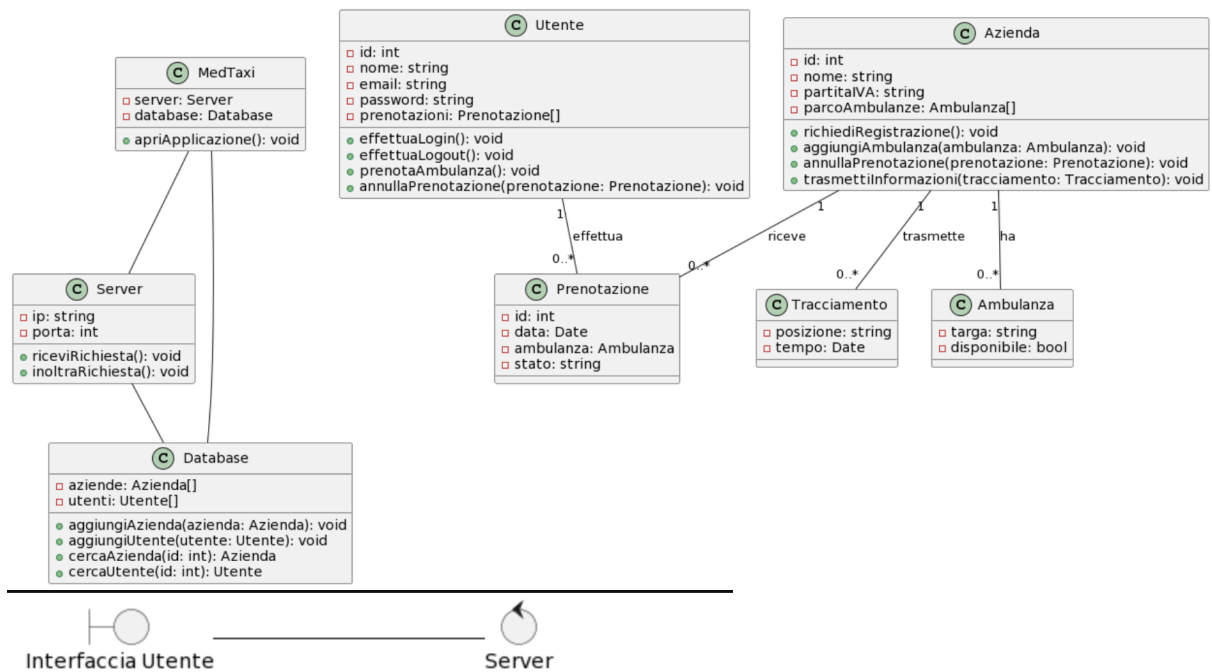 C MedTaxi
server: Server
database: Database
apriApplicazione(): void
C Utente
id: int
nome: string
email: string
password: string
prenotazioni: Prenotazione[]
effettuaLogin(): void
effettuaLogout(): void
prenotaAmbulanza(): void
annullaPrenotazione(prenotazione: Prenotazione): void
C Azienda
id: int
nome: string
partitaIVA: string
parcoAmbulanze: Ambulanza[]
richiediRegistrazione(): void
aggiungiAmbulanza(ambulanza: Ambulanza): void
annullaPrenotazione(prenotazione: Prenotazione): void
trasmettiInformazioni(tracciamento: Tracciamento): void
1
effettua
0..*
1
riceve
0..*
1
trasmette
0..*
1
ha
0..*
C Server
ip: string
porta: int
riceviRichiesta(): void
inoltraRichiesta(): void
C Prenotazione
id: int
data: Date
ambulanza: Ambulanza
stato: string
C Tracciamento
posizione: string
tempo: Date
C Ambulanza
targa: string
disponibile: bool
C Database
aziende: Azienda[]
utenti: Utente[]
aggiungiAzienda(azienda: Azienda): void
aggiungiUtente(utente: Utente): void
cercaAzienda(id: int): Azienda
cercaUtente(id: int): Utente
Interfaccia Utente
Server